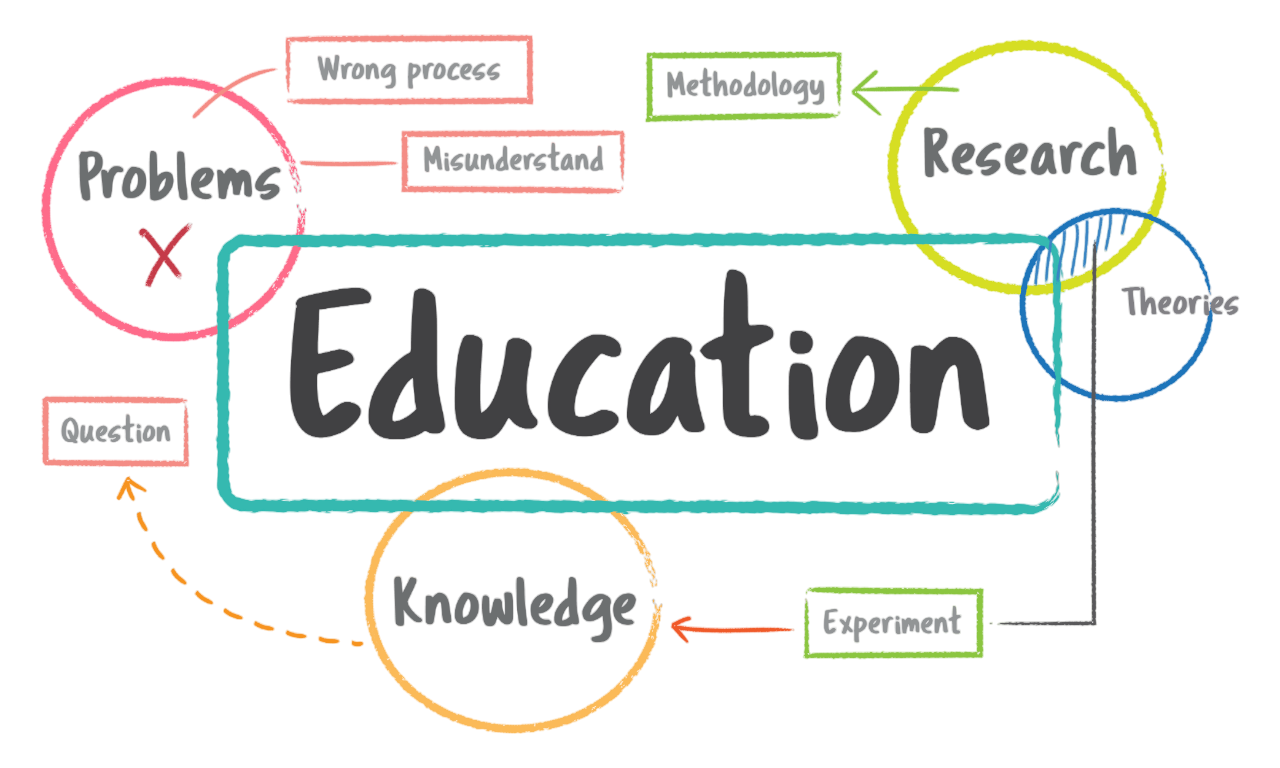 Wrong process
Methodology
Misunderstand
Problems
Research
Theories
Education
Question
Knowledge
Experiment